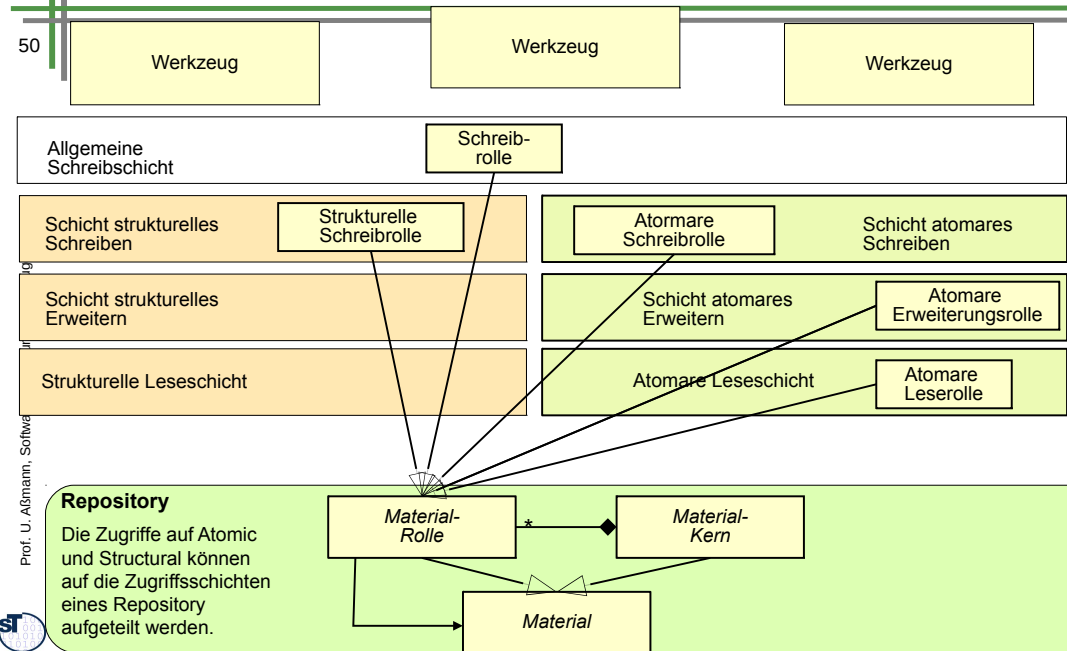 50
Werkzeug
Werkzeug
Werkzeug
Allgemeine
Schreibschicht
Schreib-
rolle
Schicht strukturelles
Schreiben
Strukturelle
Schreibrolle
Atormare
Schreibrolle
Schicht atomares
Schreiben
Schicht strukturelles
Erweitern
Schicht atomares
Erweitern
Atomare
Erweiterungsrolle
Strukturelle Leseschicht
Atomare Leseschicht
Atomare
Leserolle
Prof. U. Aßmann, Softwa
Repository
Die Zugriffe auf Atomic
und Structural können
auf die Zugriffsschichten
eines Repository
aufgeteilt werden.
Material-
Rolle
*
Material-
Kern
Material